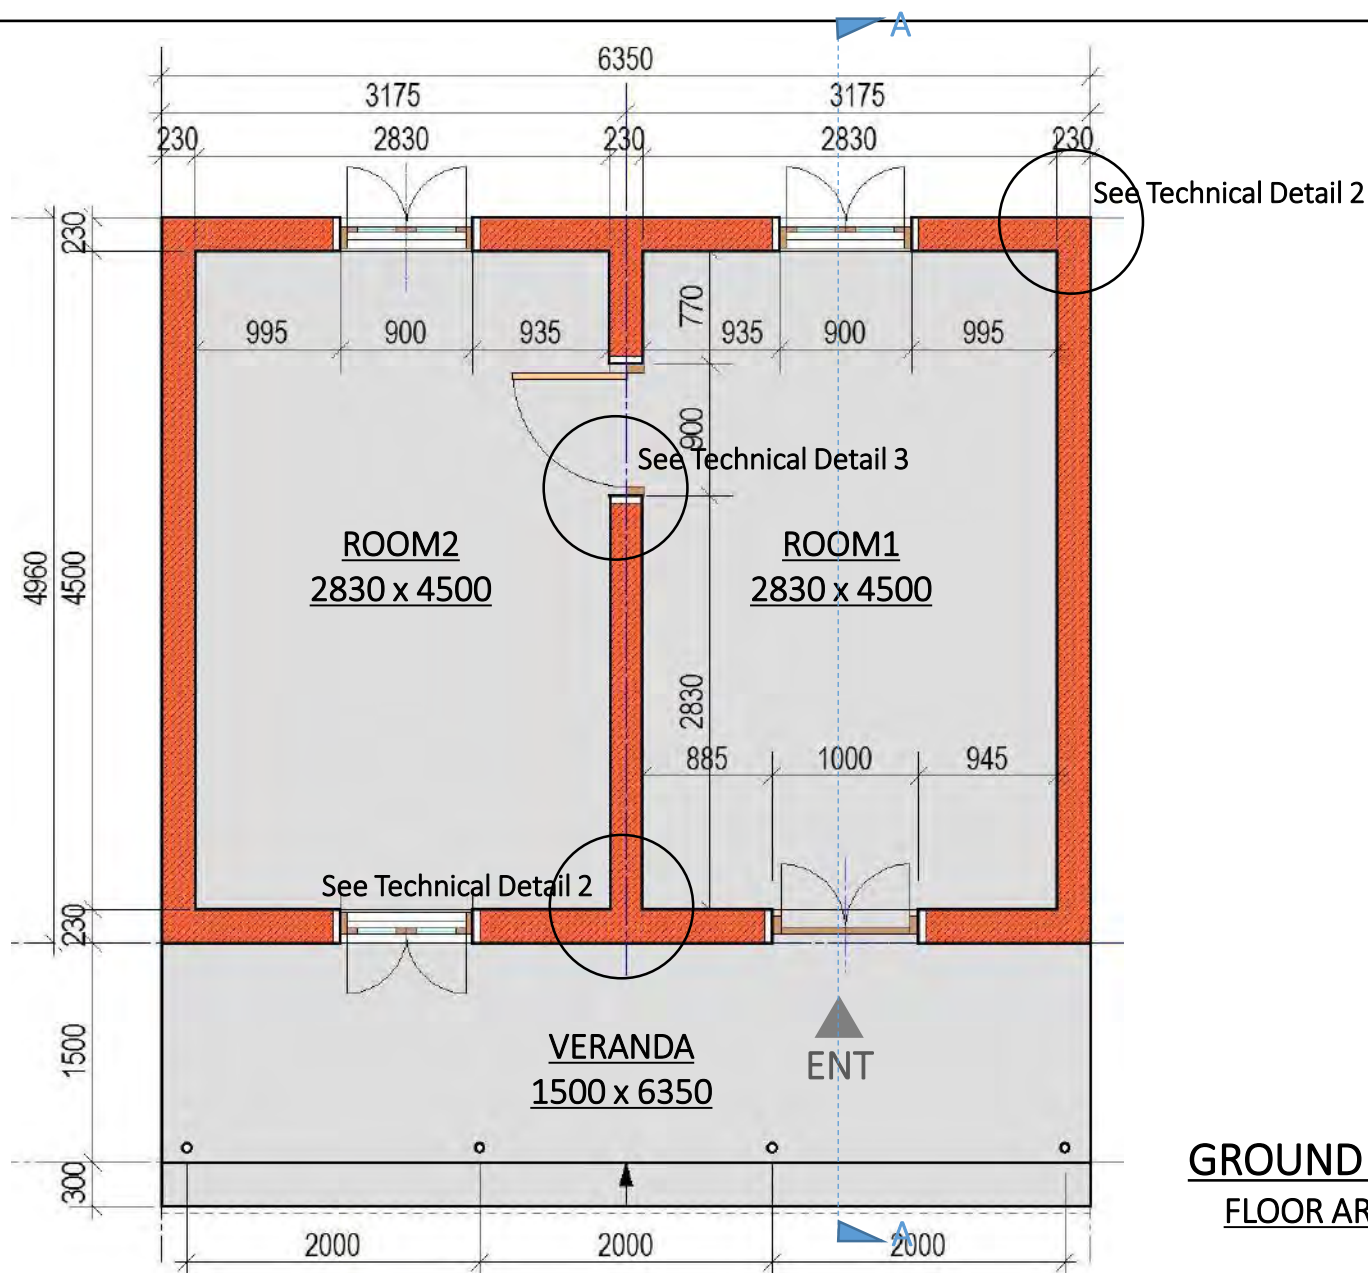 A
6350
3175 3175
230 2830 230 2830 230
See Technical Detail 2
230
770
995 900 935 935 900 995
900
See Technical Detail 3
ROOM2
2830 x 4500
ROOM1
2830 x 4500
4960
4500
2830
885 1000 945
See Technical Detail 2
230
1500
VERANDA
1500 x 6350
ENT
300
GROUND
FLOOR AR
A
2000 2000 2000